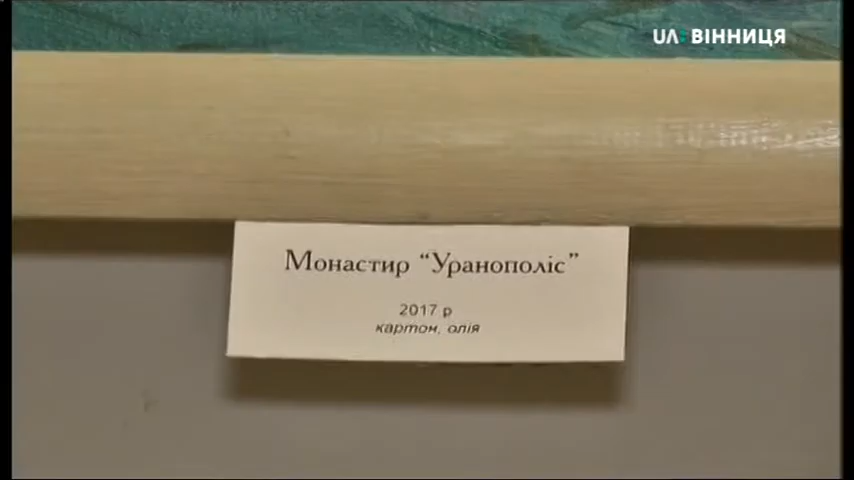 UA: ВІННИЦЯ
Монастир “Уранополіс”
2017 р
картон, олія